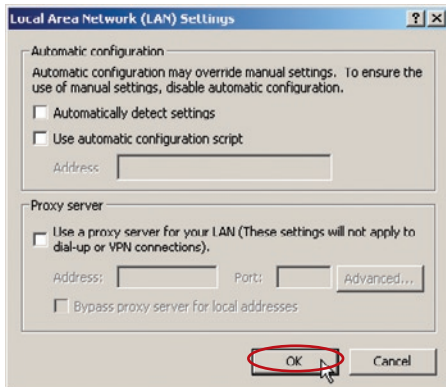 Local Area Network (LAN) Settings
Automatic configuration
Automatic configuration may override manual settings. To ensure the
use of manual settings, disable automatic configuration.
Automatically detect settings
Use automatic configuration script
Address
Proxy server
Use a proxy server for your LAN (These settings will not apply to
dial-up or VPN connections).
Address: Port: Advanced...
Bypass proxy server for local addresses
OK Cancel